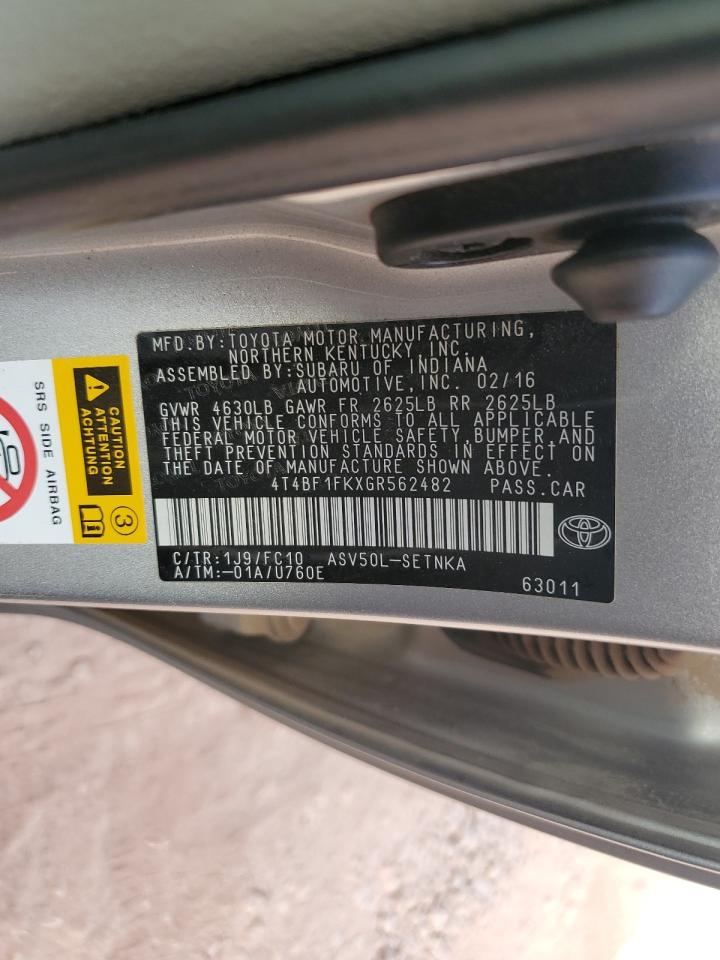 MFD.BY:TOYOTA MOTOR MANUFACTURING,
NORTHERN KENTUCKY,INC.
ASSEMBLED BY:SUBARU OF INDIANA
AUTOMOTIVE,INC. 02/16
GVWR 4630LB GAWR FR 2625LB RR 2625LB
THIS VEHICLE CONFORMS TO ALL APPLICABLE
FEDERAL MOTOR VEHICLE SAFETY,BUMPER,AND
THEFT PREVENTION STANDARDS IN EFFECT ON
THE DATE OF MANUFACTURE SHOWN ABOVE.
4T4BF1FKXGR562482 PASS.CAR
C/TR:1J9/FC10 ASV50L-SETNKA
A/TM:-01A/U760E
63011
CAUTION
ATTENTION
ACHTUNG
3
SRS SIDE AIRBAG